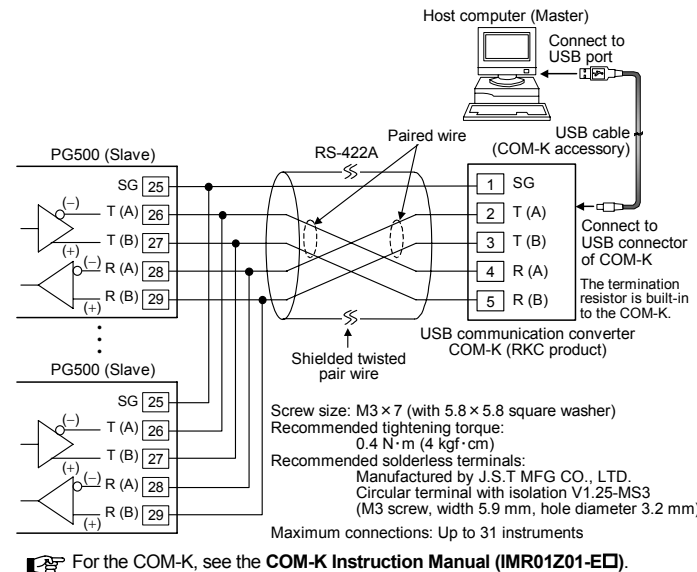 Host computer (Master)
Connect to
USB port
Paired wire
RS-422A
USB cable
(COM-K accessory)
PG500 (Slave)
SG 25
(-) T (A) 26
T (B) 27
(+)
(-) R (A) 28
R (B) 29
(+)
1 SG
2 T (A)
3 T (B)
4 R (A)
5 R (B)
Connect to
USB connector
of COM-K
The termination
resistor is built-in
to the COM-K.
USB communication converter
COM-K (RKC product)
Shielded twisted
pair wire
PG500 (Slave)
SG 25
(-) T (A) 26
T (B) 27
(+)
(-) R (A) 28
R (B) 29
(+)
Screw size: M3×7 (with 5.8×5.8 square washer)
Recommended tightening torque:
0.4 N·m (4 kgf·cm)
Recommended solderless terminals:
Manufactured by J.S.T MFG CO., LTD.
Circular terminal with isolation V1.25-MS3
(M3 screw, width 5.9 mm, hole diameter 3.2 mm)
Maximum connections: Up to 31 instruments
For the COM-K, see the COM-K Instruction Manual (IMR01Z01-E□).